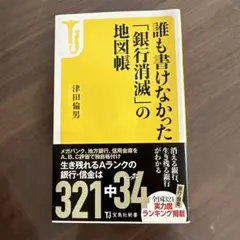 誰も書けなかった
「銀行消滅」の
地図帳
津田倫男
メガバンク、地方銀行、信用金庫を
A、B、C評価で独自格付け
消える銀行、
生き残る銀行
がわかる
生き残れるAランクの
銀行・信金は
321中34
全国321
実力度
ランキング掲載
TJ 宝島社新書